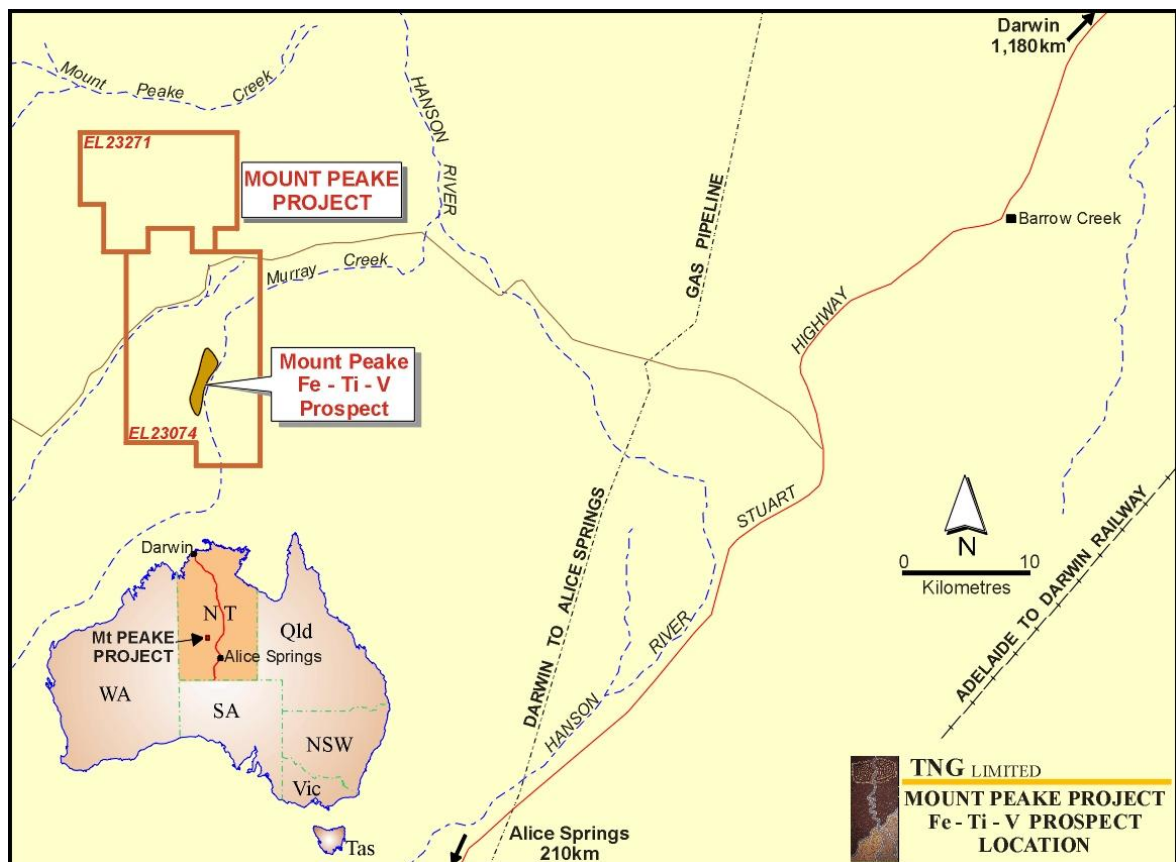 Darwin
1,180km
Mount Peake Creek
HANSON RIVER
EL23271
MOUNT PEAKE
PROJECT
GAS PIPELINE
Barrow Creek
Murray Creek
HIGHWAY
Mount Peake
Fe - Ti - V
Prospect
EL23074
STUART
N
0 10
Kilometres
DARWIN TO ALICE SPRINGS
ADELAIDE TO DARWIN RAILWAY
Darwin
NT
Qld
Mt PEAKE
PROJECT
Alice Springs
WA
SA
NSW
Vic
Tas
HANSON RIVER
Alice Springs
210km
TNG LIMITED
MOUNT PEAKE PROJECT
Fe - Ti - V PROSPECT
LOCATION